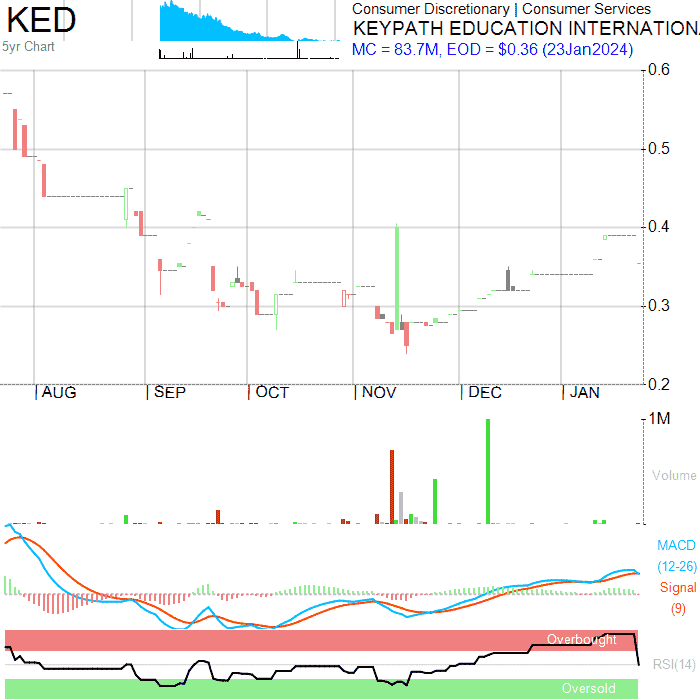 KED
5yr Chart
Consumer Discretionary | Consumer Services
KEYPATH EDUCATION INTERNATIONA
MC = 83.7M, EOD = $0.36 (23Jan2024)
0.6
0.5
0.4
0.3
0.2
AUG SEP OCT NOV DEC JAN
1M
Volume
MACD
(12-26)
Signal
(9)
Overbought
RSI(14)
Oversold